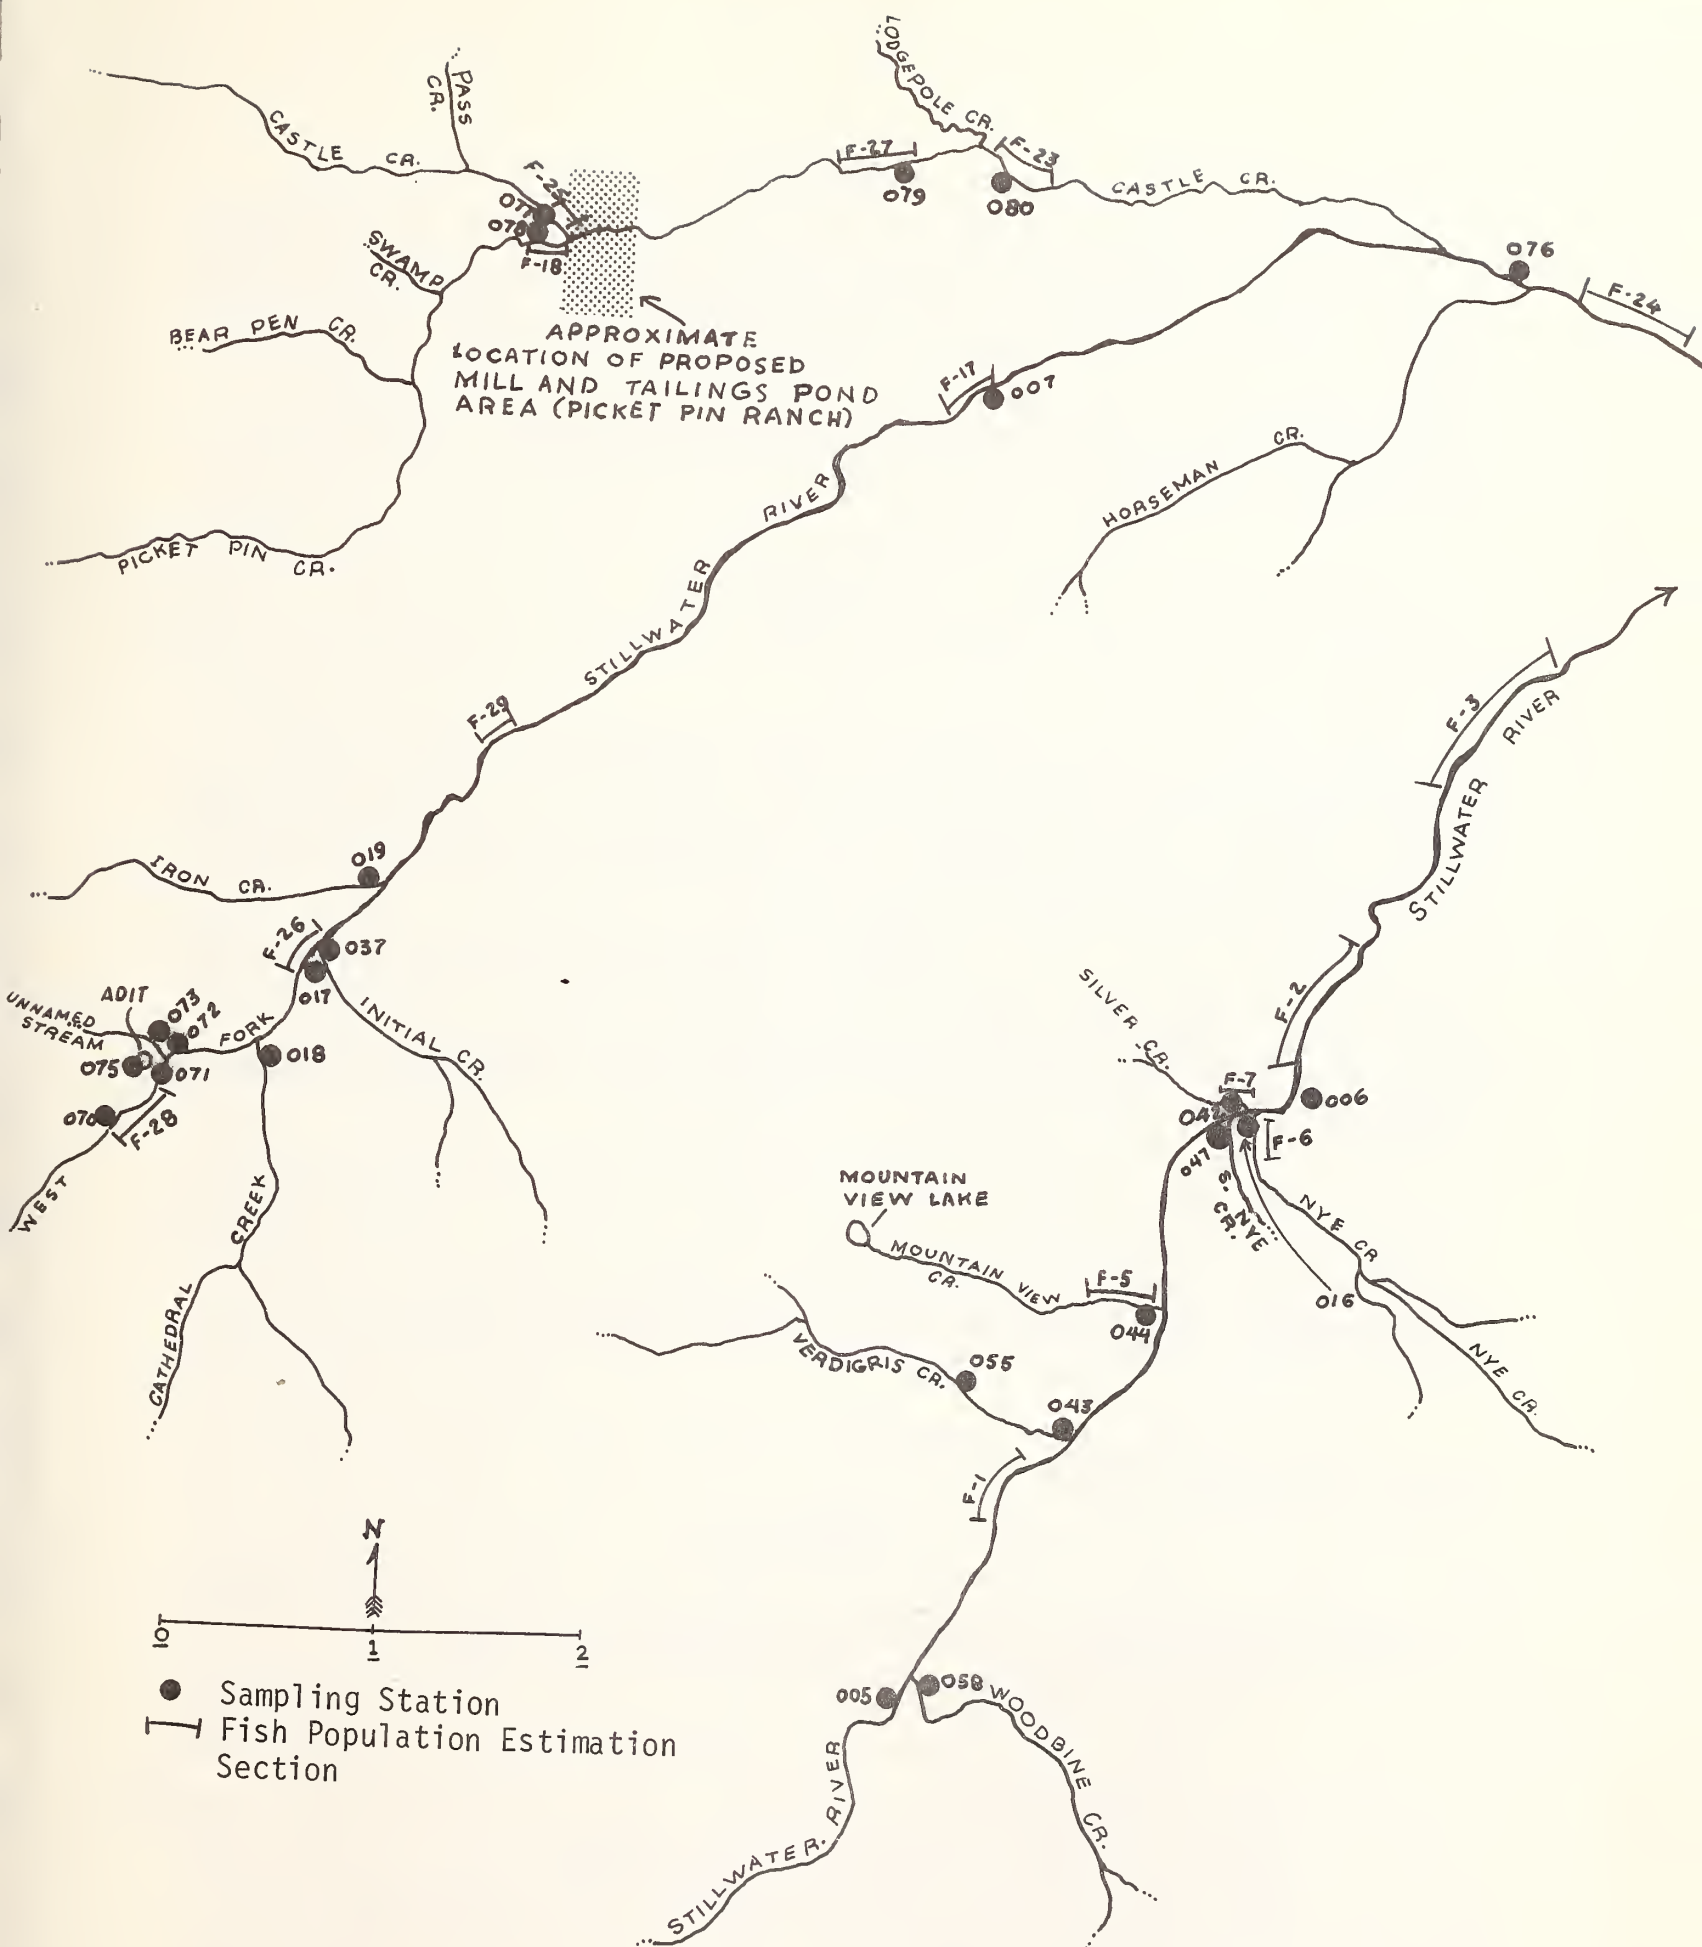 LODGEPOLE CR.
PASS
CR.
CASTLE CR.
F-25
077
078
F-18
F-27
079
F-23
080
CASTLE CR.
076
F-24
SWAMP
CR.
BEAR PEN CR.
APPROXIMATE
LOCATION OF PROPOSED
MILL AND TAILINGS POND
AREA (PICKET PIN RANCH)
F-17
007
PICKET PIN
CR.
HORSEMAN CR.
STILLWATER RIVER
F-29
F-3
STILLWATER RIVER
019
IRON CR.
F-26
037
017
INITIAL CR.
ADIT
UNNAMED
STREAM
073
072
075
071
070
F-28
WEST FORK
018
CATHEDRAL CREEK
F-2
SILVER CR.
F-7
042
006
047
F-6
S. NYE
CR.
NYE CR
016
NYE CR.
MOUNTAIN
VIEW LAKE
MOUNTAIN VIEW
CR.
F-5
044
VERDIGRIS CR.
055
043
F-1
N
0
1
2
Sampling Station
Fish Population Estimation
Section
005
058
WOODBINE CR.
STILLWATER RIVER